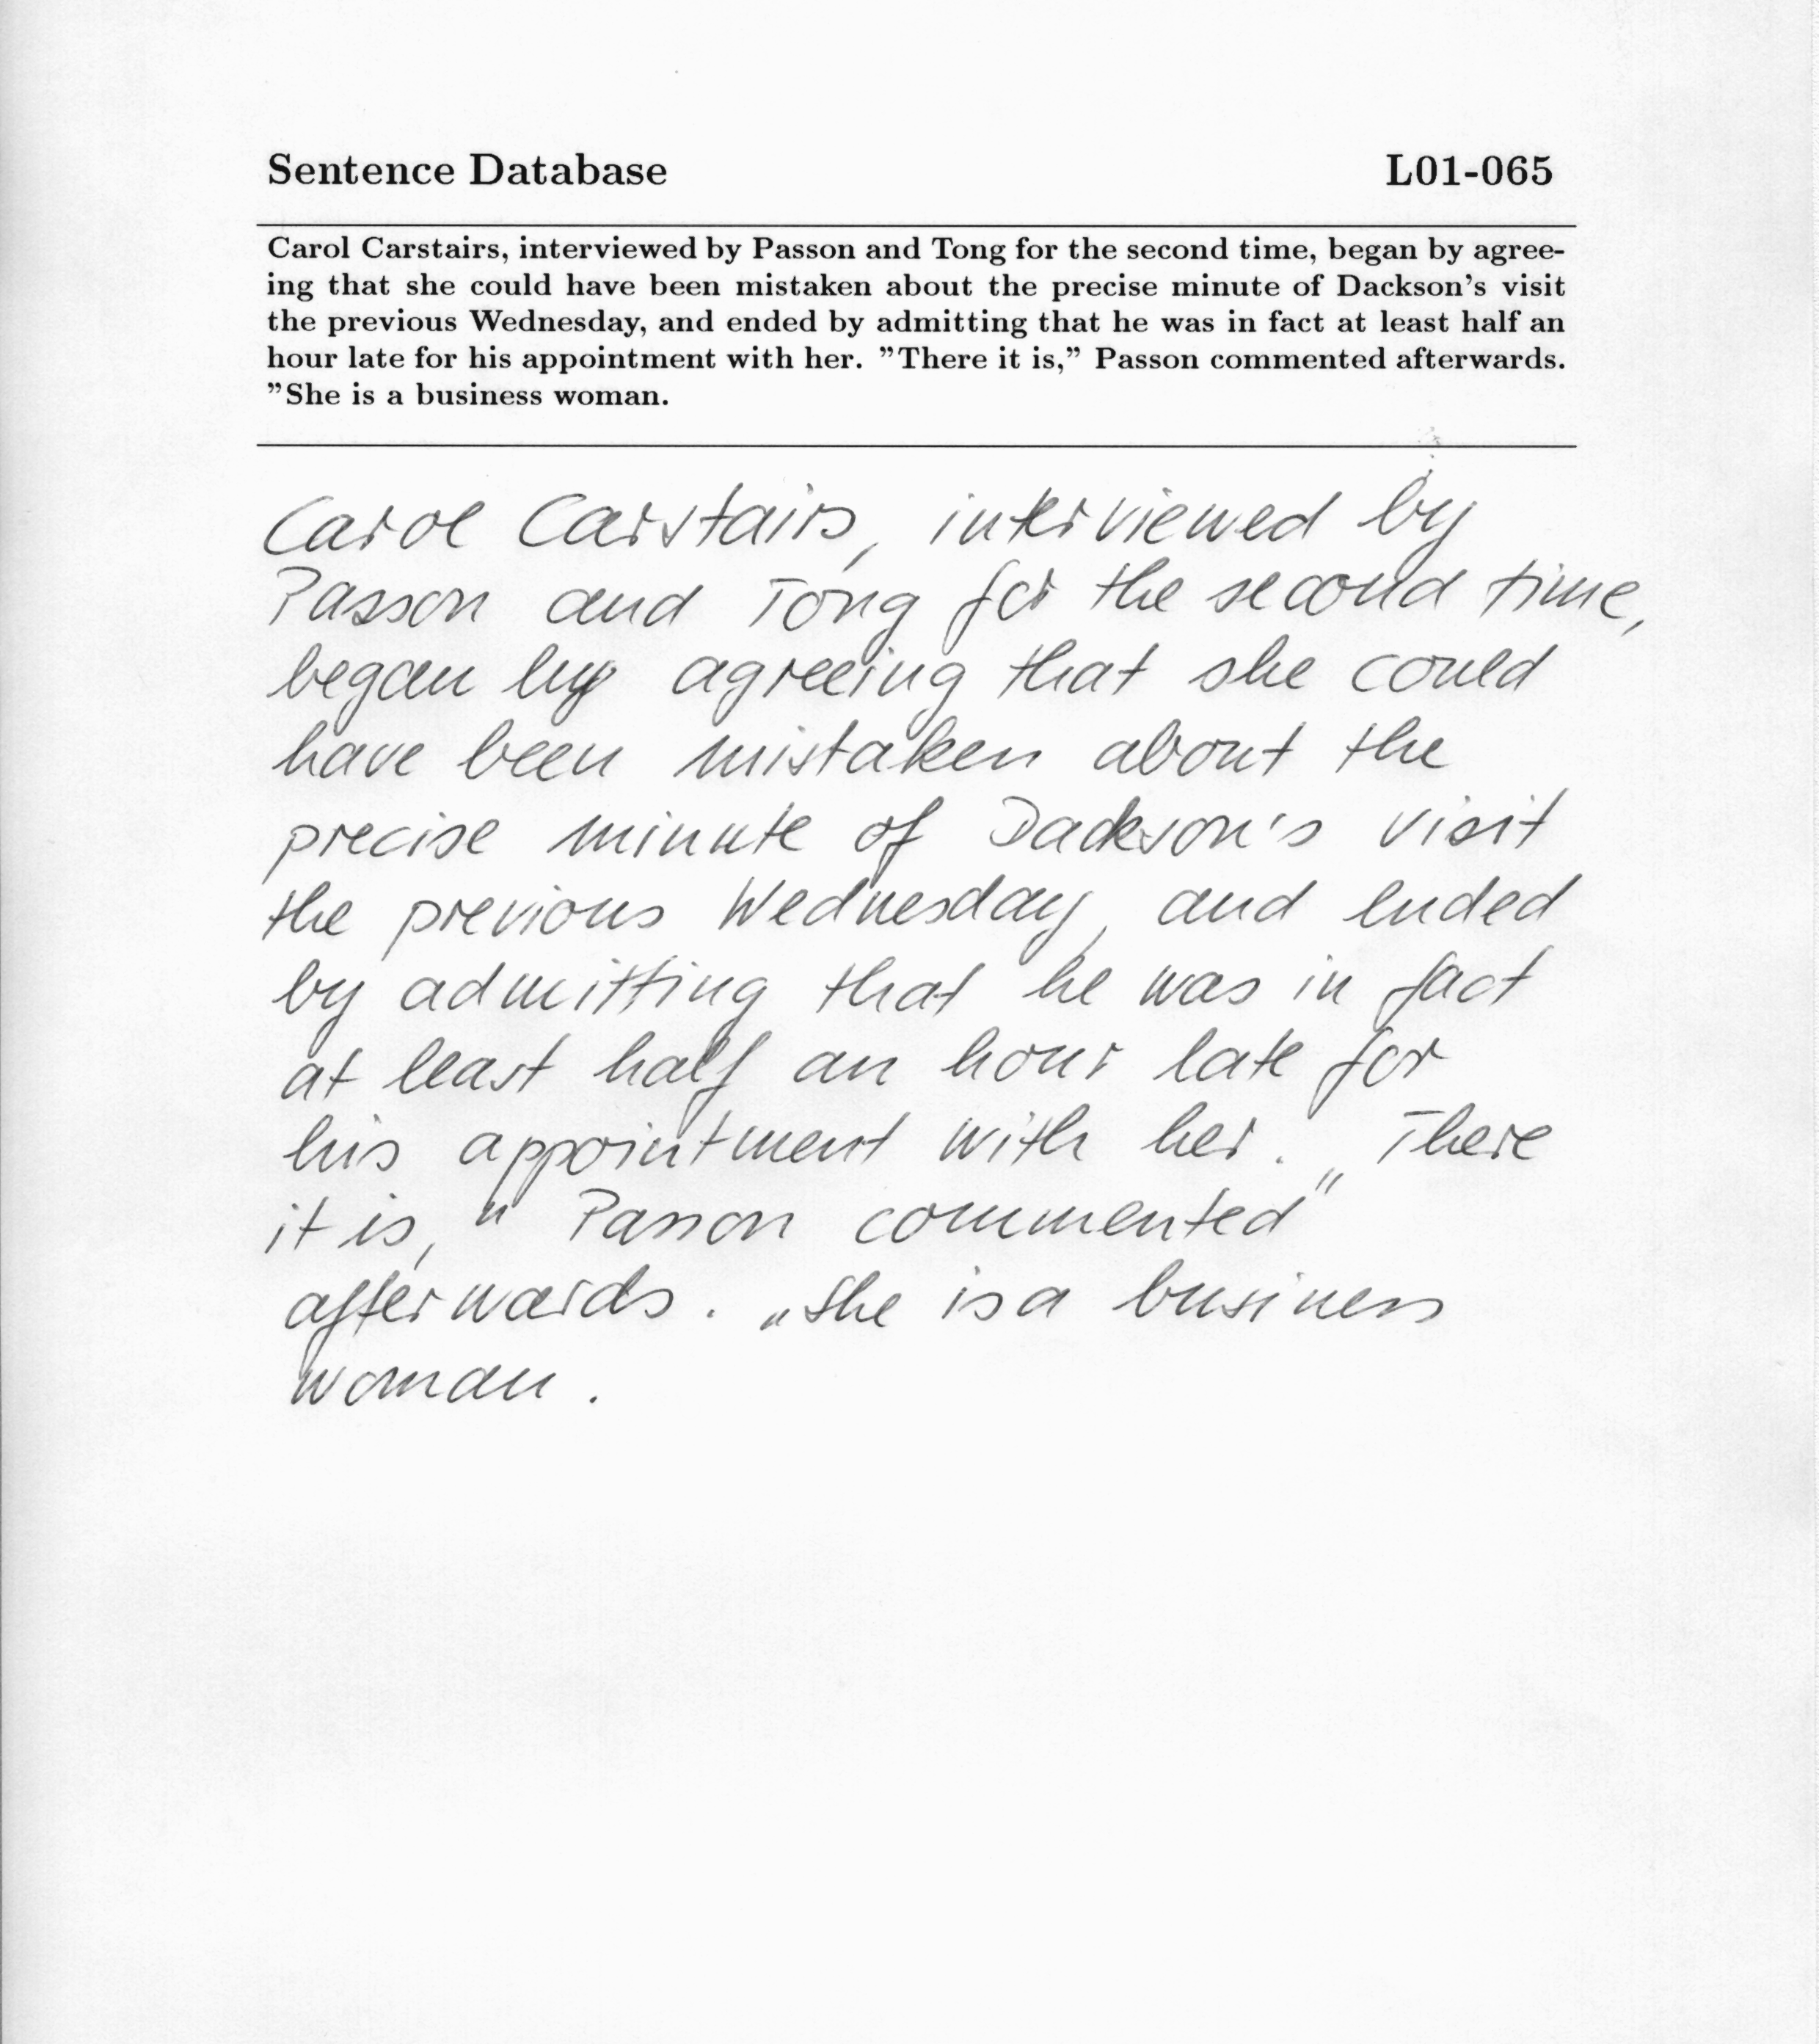 Sentence Database L01-065
Carol Carstairs, interviewed by Passon and Tong for the second time, began by agree-
ing that she could have been mistaken about the precise minute of Dackson's visit
the previous Wednesday, and ended by admitting that he was in fact at least half an
hour late for his appointment with her. "There it is," Passon commented afterwards.
"She is a business woman.
Carol Carstairs, interviewed by
Passon and Tong for the second time,
began by agreeing that she could
have been mistaken about the
precise minute of Dackson's visit
the previous Wednesday, and ended
by admitting that he was in fact
at least half an hour late for
his appointment with her. „There
it is," Passon commented
afterwards. „She is a business
woman.